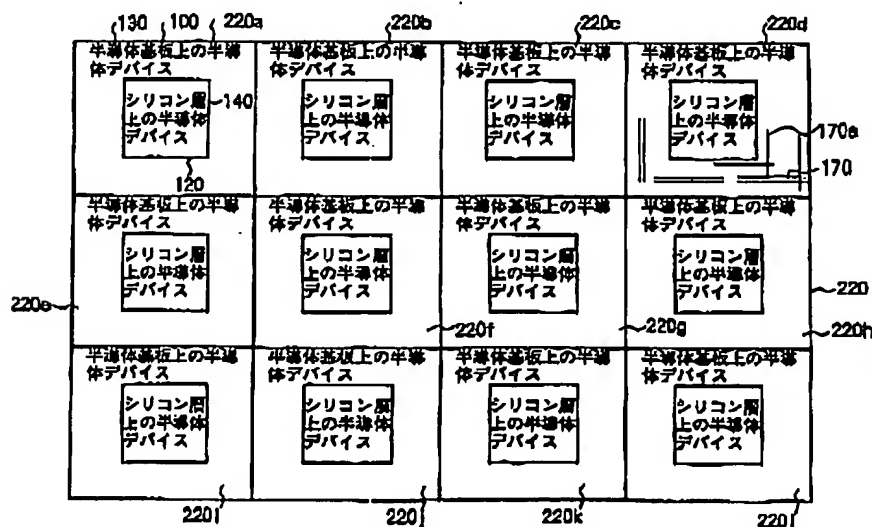 130 100 220a 220b 220c 220d
半導体基板上の半導 半導体基板上の半導 半導体基板上の半導 半導体基板上の半導
体デバイス 体デバイス 体デバイス 体デバイス
シリコン層 140 シリコン層 シリコン層 シリコン層
上の半導体 上の半導体 上の半導体 上の半導体 170a
デバイス デバイス デバイス デバイス
120 170
半導体基板上の半導 半導体基板上の半導 半導体基板上の半導 半導体基板上の半導
体デバイス 体デバイス 体デバイス 体デバイス
シリコン層 シリコン層 シリコン層 シリコン層
上の半導体 上の半導体 上の半導体 上の半導体
デバイス デバイス デバイス デバイス 220
220e 220f 220g 220h
半導体基板上の半導 半導体基板上の半導 半導体基板上の半導 半導体基板上の半導
体デバイス 体デバイス 体デバイス 体デバイス
シリコン層 シリコン層 シリコン層 シリコン層
上の半導体 上の半導体 上の半導体 上の半導体
デバイス デバイス デバイス デバイス
220i 220j 220k 220l